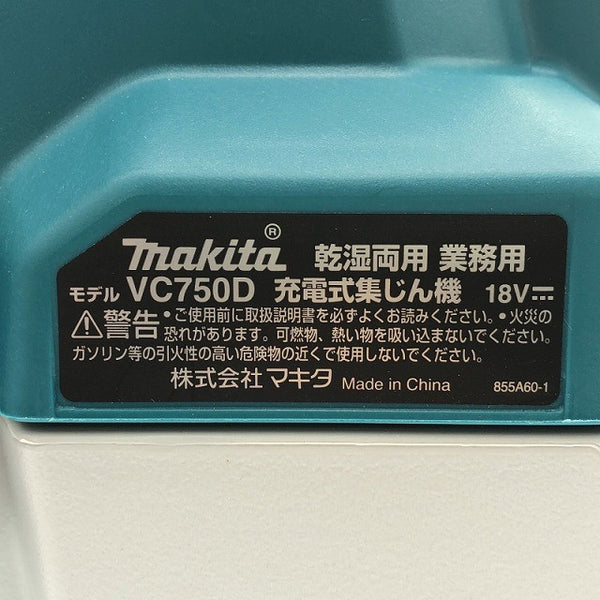 makita® 乾湿両用 業務用
モデル VC750D 充電式集じん機 18V⎓
⚠警告 ・ご使用前に取扱説明書を必ずよくお読みください。・火災の
恐れがあります。可燃物、熱い物を吸い込まないでください。
ガソリン等の引火性の高い危険物の近くで使用しないでください。
株式会社マキタ Made in China 855A60-1